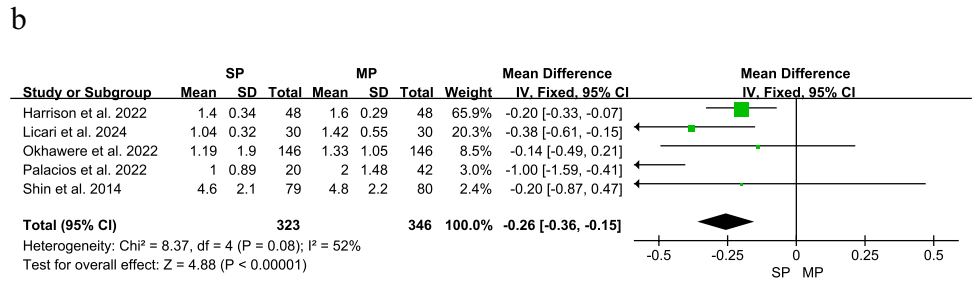 b
SP MP Mean Difference Mean Difference
Study or Subgroup Mean SD Total Mean SD Total Weight IV, Fixed, 95% CI IV, Fixed, 95% CI
Harrison et al. 2022 1.4 0.34 48 1.6 0.29 48 65.9% -0.20 [-0.33, -0.07]
Licari et al. 2024 1.04 0.32 30 1.42 0.55 30 20.3% -0.38 [-0.61, -0.15]
Okhawere et al. 2022 1.19 1.9 146 1.33 1.05 146 8.5% -0.14 [-0.49, 0.21]
Palacios et al. 2022 1 0.89 20 2 1.48 42 3.0% -1.00 [-1.59, -0.41]
Shin et al. 2014 4.6 2.1 79 4.8 2.2 80 2.4% -0.20 [-0.87, 0.47]
Total (95% CI) 323 346 100.0% -0.26 [-0.36, -0.15]
Heterogeneity: Chi² = 8.37, df = 4 (P = 0.08); I² = 52%
Test for overall effect: Z = 4.88 (P < 0.00001)
-0.5 -0.25 0 0.25 0.5
SP MP